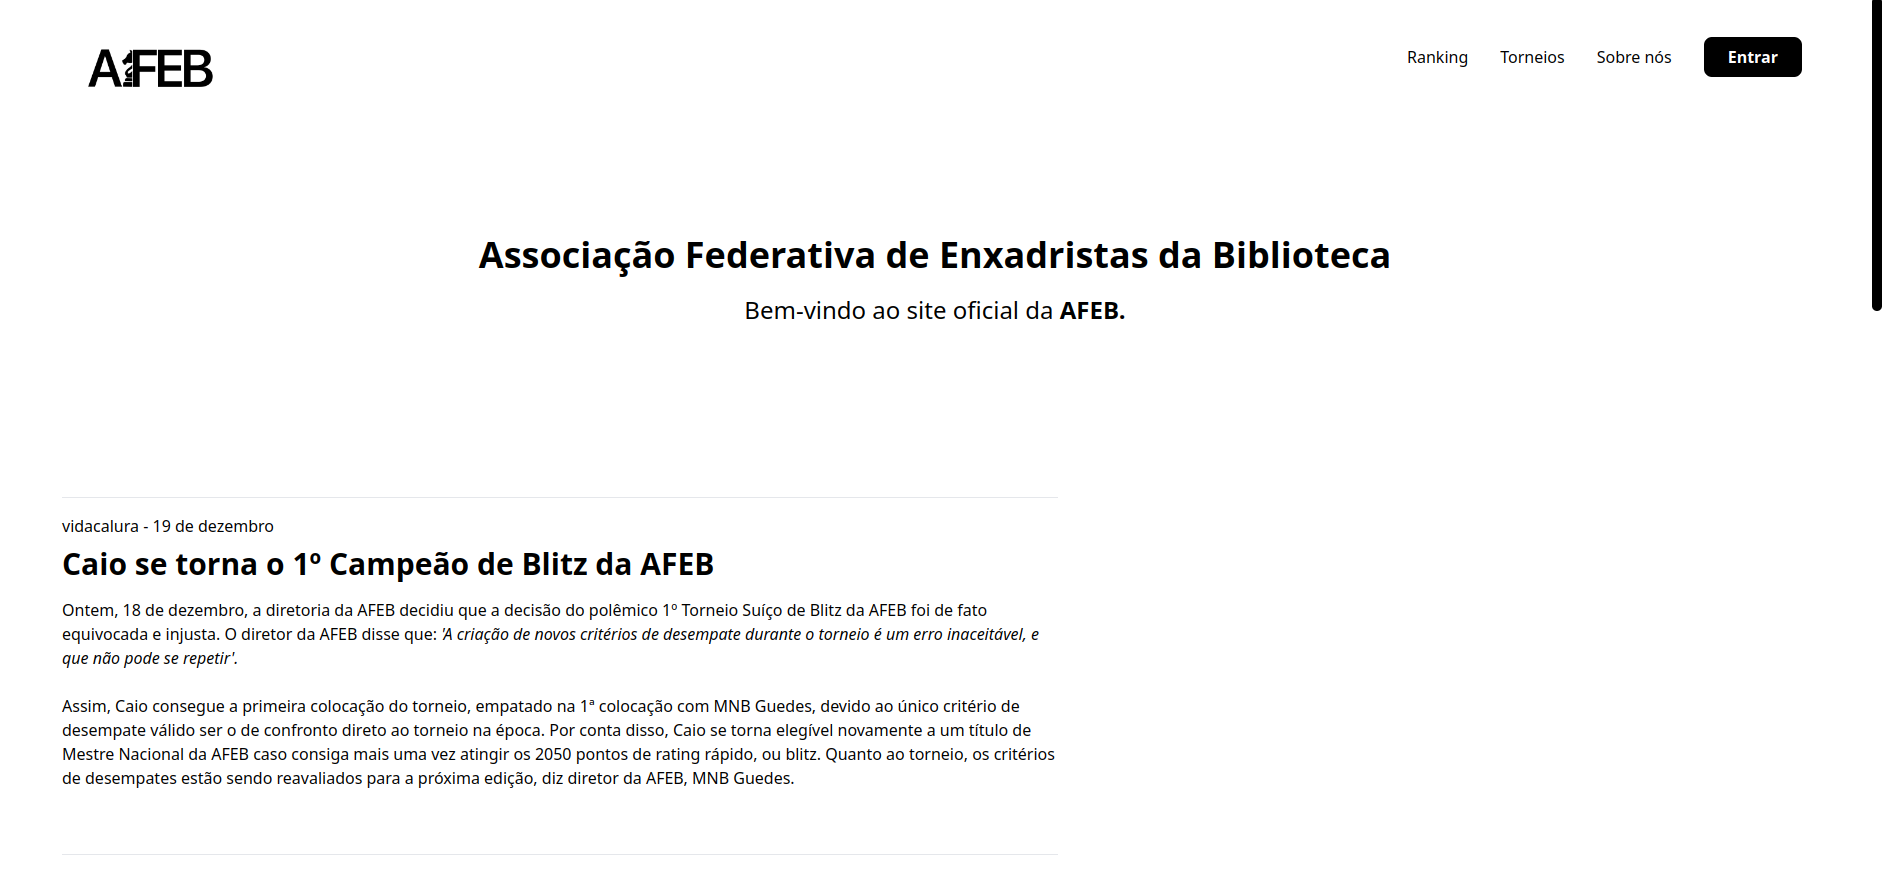 AFEB
Ranking Torneios Sobre nós Entrar
Associação Federativa de Enxadristas da Biblioteca
Bem-vindo ao site oficial da AFEB.
vidacalura - 19 de dezembro
Caio se torna o 1º Campeão de Blitz da AFEB
Ontem, 18 de dezembro, a diretoria da AFEB decidiu que a decisão do polêmico 1º Torneio Suíço de Blitz da AFEB foi de fato
equivocada e injusta. O diretor da AFEB disse que: 'A criação de novos critérios de desempate durante o torneio é um erro inaceitável, e
que não pode se repetir'.
Assim, Caio consegue a primeira colocação do torneio, empatado na 1ª colocação com MNB Guedes, devido ao único critério de
desempate válido ser o de confronto direto ao torneio na época. Por conta disso, Caio se torna elegível novamente a um título de
Mestre Nacional da AFEB caso consiga mais uma vez atingir os 2050 pontos de rating rápido, ou blitz. Quanto ao torneio, os critérios
de desempates estão sendo reavaliados para a próxima edição, diz diretor da AFEB, MNB Guedes.